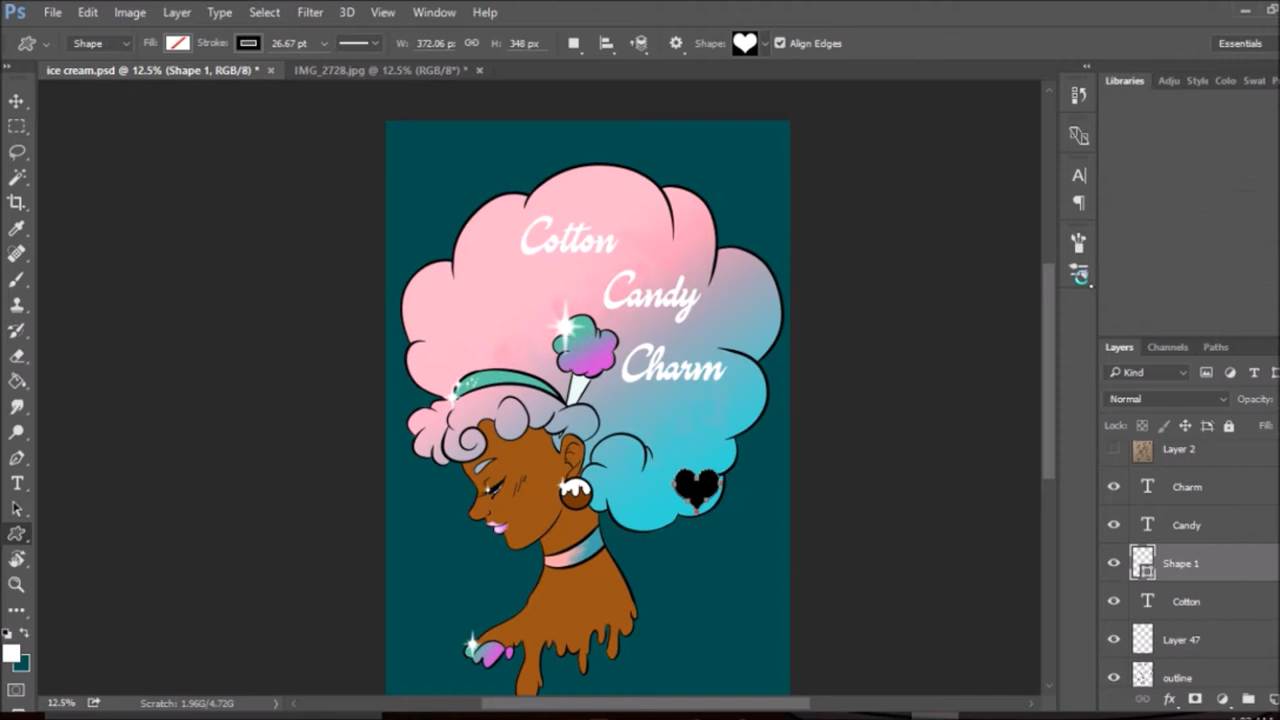 Ps File Edit Image Layer Type Select Filter 3D View Window Help
Shape Fill: Stroke: 26.67 pt W: 372.06 p: H: 348 px Shape: Align Edges Essentials
ice cream.psd @ 12.5% (Shape 1, RGB/8) * × IMG_2728.jpg @ 12.5% (RGB/8*) * ×
Libraries Adju Style Colo Swat
Cotton
Candy
Charm
Layers Channels Paths
Kind
Normal Opacity:
Lock: Fill:
Layer 2
Charm
Candy
Shape 1
Cotton
Layer 47
outline
12.5% Scratch: 1.96G/4.72G